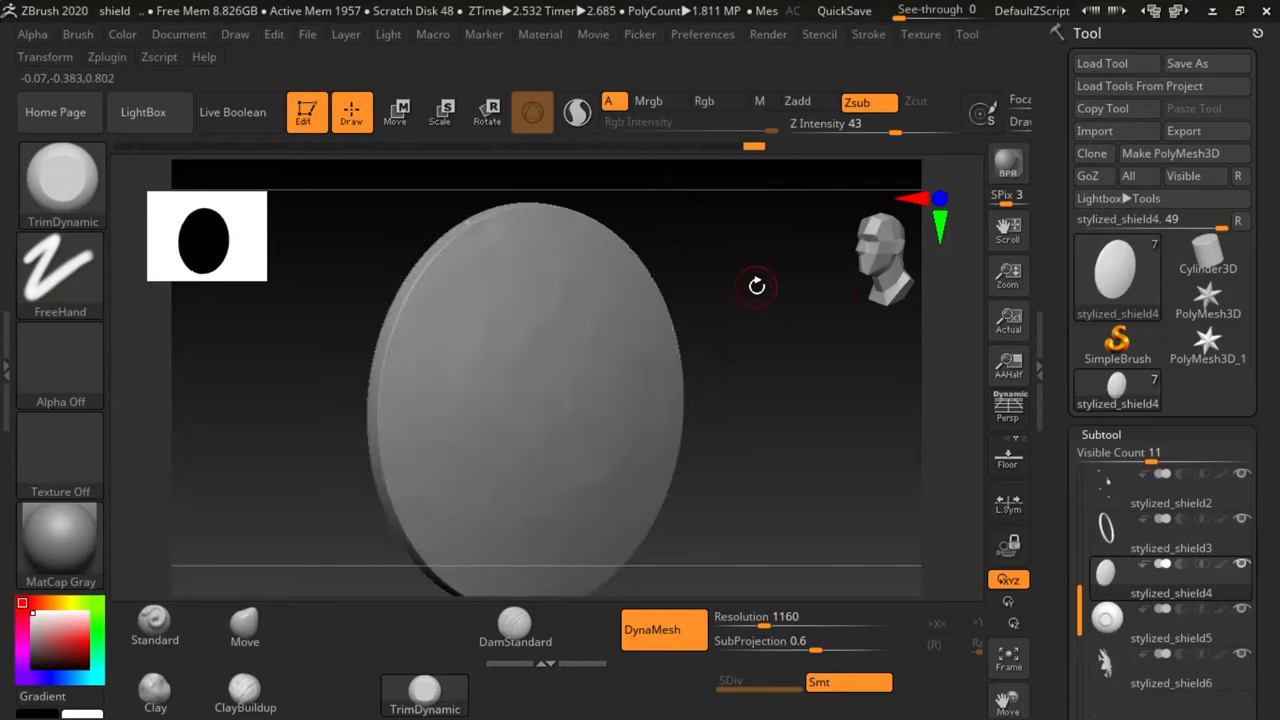 ZBrush 2020 shield .. • Free Mem 8.826GB • Active Mem 1957 • Scratch Disk 48 • ZTime▶2.532 Timer▶2.685 • PolyCount▶1.811 MP • Mes AC QuickSave See-through 0 DefaultZScript
Alpha Brush Color Document Draw Edit File Layer Light Macro Marker Material Movie Picker Preferences Render Stencil Stroke Texture Tool
Transform Zplugin Zscript Help
-0.07,-0.383,0.802
Home Page LightBox Live Boolean Edit Draw Move Scale Rotate A Mrgb Rgb M Zadd Zsub Zcut Foca
Rgb Intensity Z Intensity 43 S Drav
TrimDynamic
FreeHand
Alpha Off
Texture Off
MatCap Gray
Gradient
BPR
SPix 3
Scroll
Zoom
Actual
AAHalf
Dynamic
Persp
Floor
L.Sym
XYZ
Frame
Move
Standard Move DamStandard
Clay ClayBuildup TrimDynamic
DynaMesh Resolution 1160 >X<
SubProjection 0.6 (R)
SDiv Smt
Tool
Load Tool Save As
Load Tools From Project
Copy Tool Paste Tool
Import Export
Clone Make PolyMesh3D
GoZ All Visible R
Lightbox▶Tools
stylized_shield4. 49 R
7
Cylinder3D
stylized_shield4 PolyMesh3D
SimpleBrush PolyMesh3D_1
7
stylized_shield4
Subtool
Visible Count 11
stylized_shield2
stylized_shield3
stylized_shield4
stylized_shield5
stylized_shield6